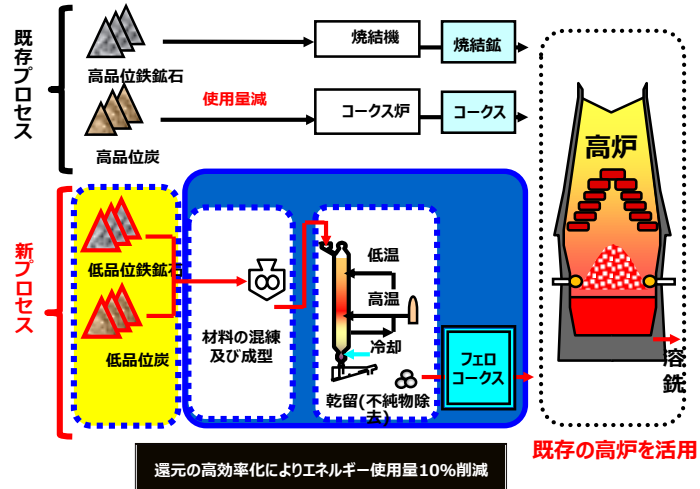 既存プロセス
高品位鉄鉱石
焼結機
焼結鉱
使用量減
高品位炭
コークス炉
コークス
高炉
新プロセス
低品位鉄鉱石
低品位炭
材料の混練
及び成型
低温
高温
冷却
乾留(不純物除
去)
フェロ
コークス
溶
銑
既存の高炉を活用
還元の高効率化によりエネルギー使用量10%削減